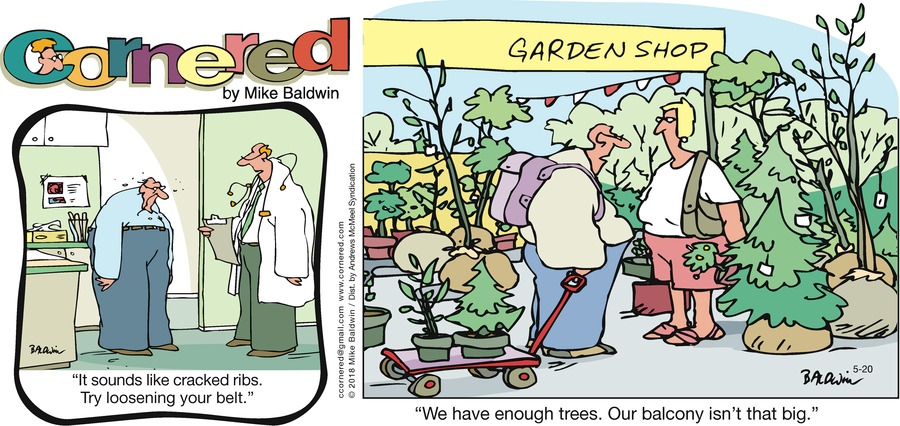 Cornered
by Mike Baldwin
BALDWIN
"It sounds like cracked ribs.
Try loosening your belt."
ccornered@gmail.com www.cornered.com
© 2018 Mike Baldwin / Dist. by Andrews McMeel Syndication
GARDEN SHOP
BALDWIN 5-20
"We have enough trees. Our balcony isn't that big."